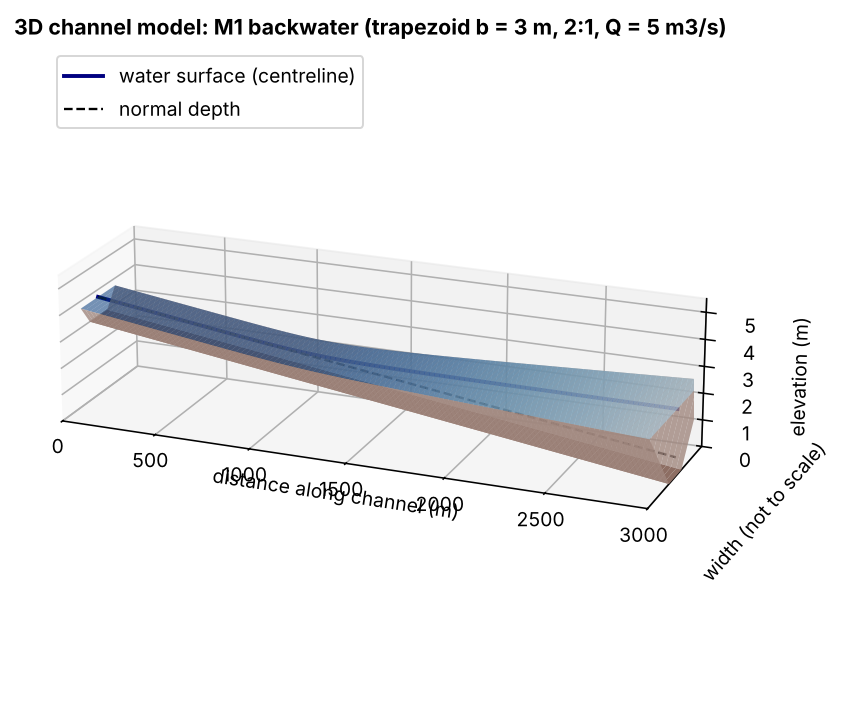 3D channel model: M1 backwater (trapezoid b = 3 m, 2:1, Q = 5 m3/s)
water surface (centreline)
normal depth
5
4
3
2
1
0
elevation (m)
width (not to scale)
0
500
1000
1500
2000
2500
3000
distance along channel (m)